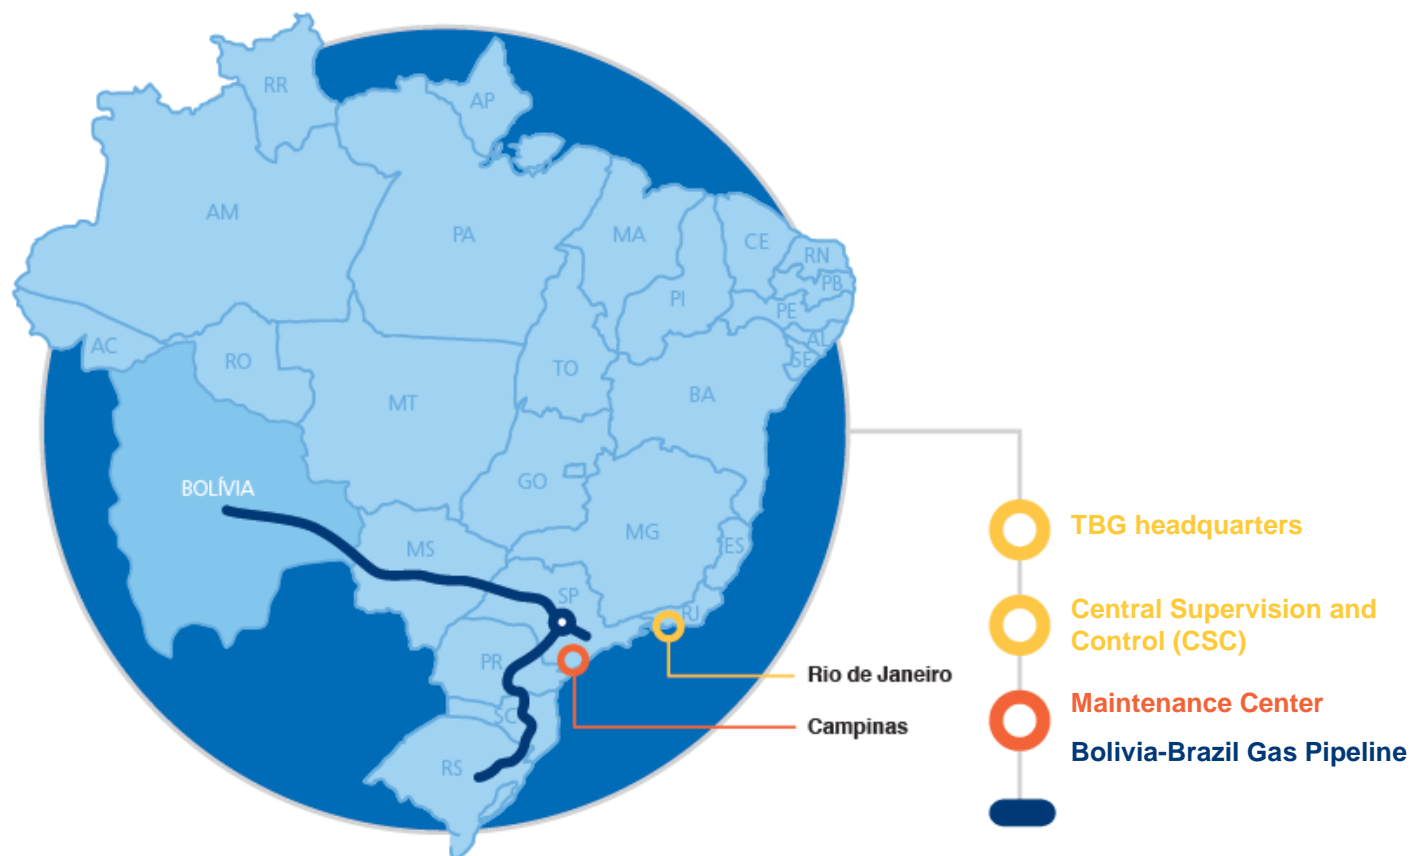 RR
AP
AM
PA
MA
CE
RN
PB
PI
PE
AL
SE
AC
RO
TO
MT
BA
BOLÍVIA
GO
MG
MS
ES
SP
RJ
PR
SC
RS
Rio de Janeiro
Campinas
TBG headquarters
Central Supervision and
Control (CSC)
Maintenance Center
Bolivia-Brazil Gas Pipeline